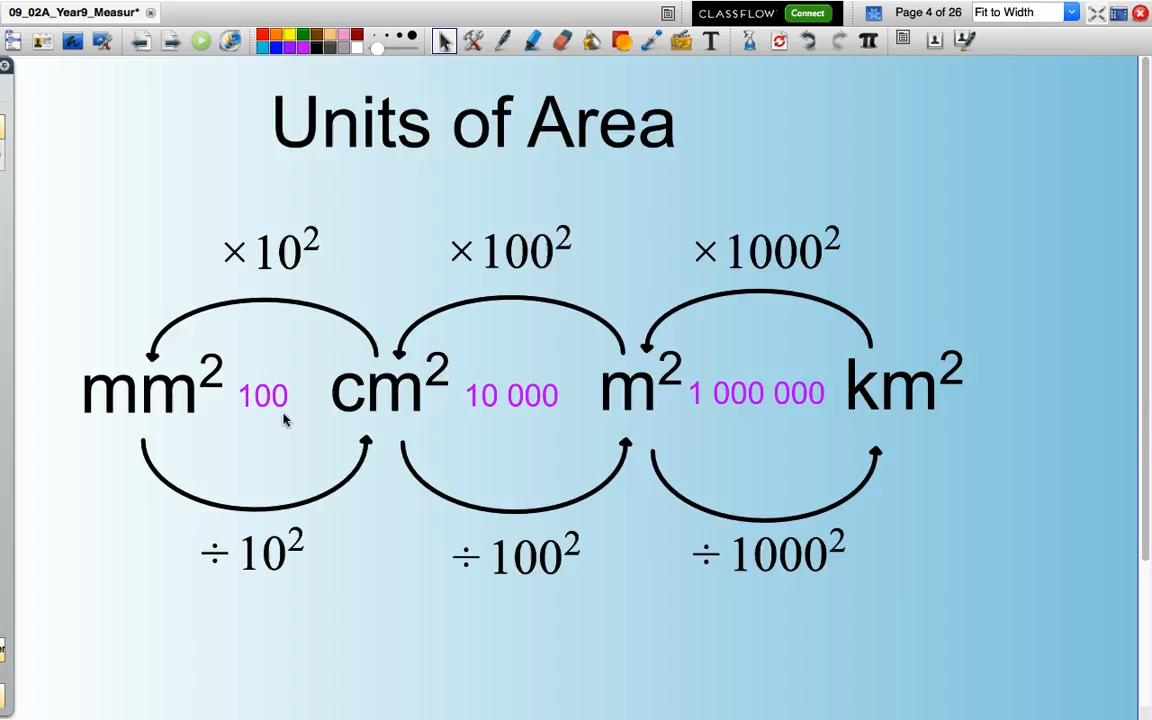 09_02A_Year9_Measur*
CLASSFLOW Connect
Page 4 of 26
Fit to Width
Units of Area
×10² ×100² ×1000²
mm² 100 cm² 10 000 m² 1 000 000 km²
÷10² ÷100² ÷1000²